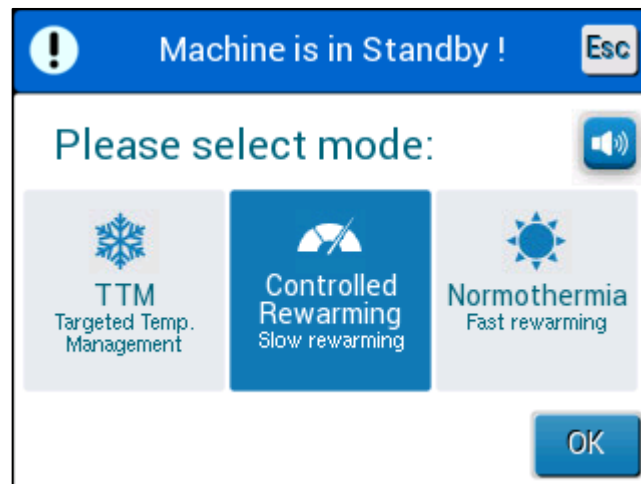 Machine is in Standby !
Esc
Please select mode:
TTM
Targeted Temp.
Management
Controlled
Rewarming
Slow rewarming
Normothermia
Fast rewarming
OK